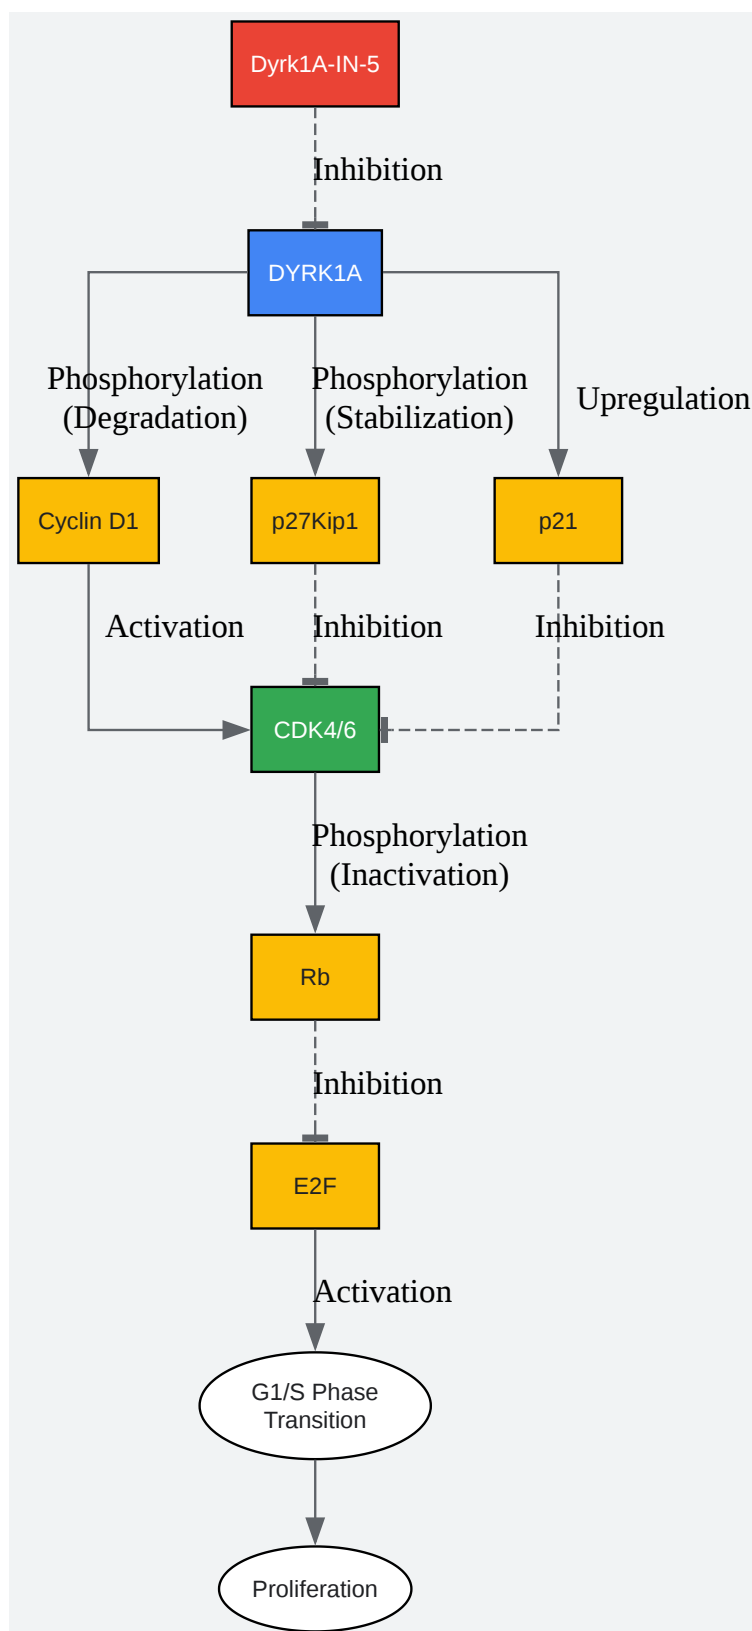 Dyrk1A-IN-5
Inhibition
DYRK1A
Phosphorylation
(Degradation)
Phosphorylation
(Stabilization)
Upregulation
Cyclin D1
p27Kip1
p21
Activation
Inhibition
Inhibition
CDK4/6
Phosphorylation
(Inactivation)
Rb
Inhibition
E2F
Activation
G1/S Phase
Transition
Proliferation